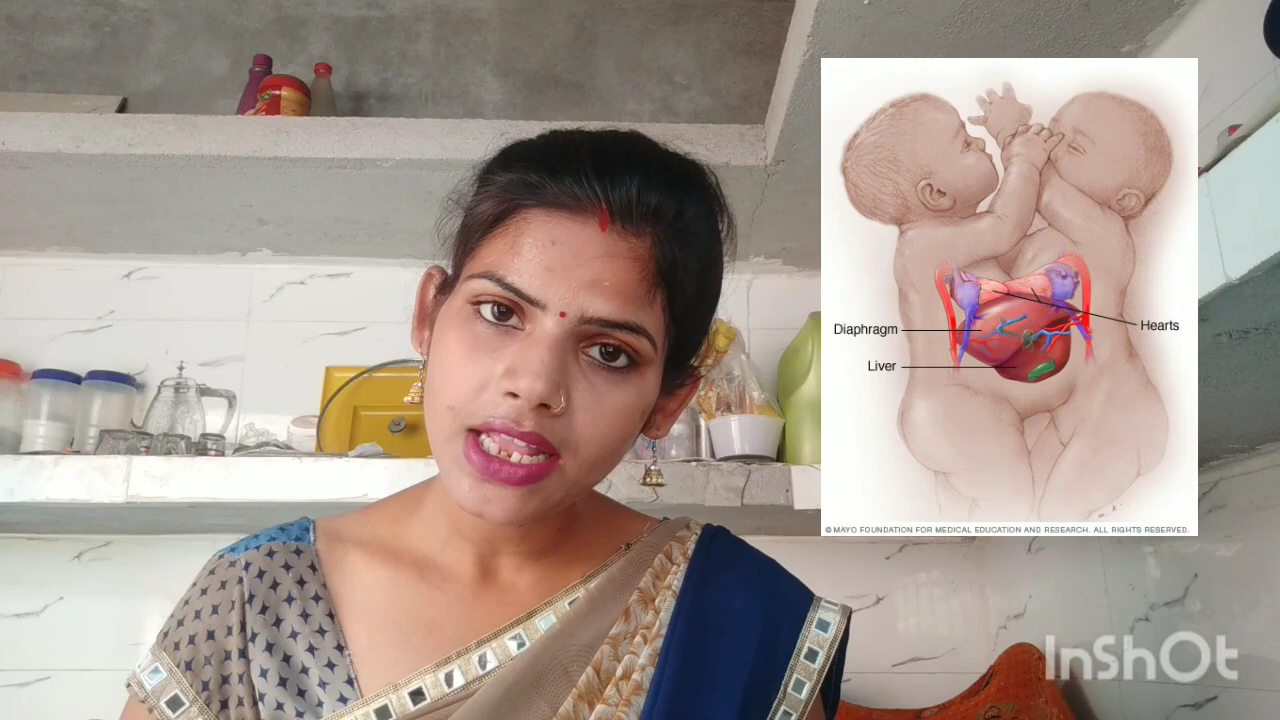 Diaphragm
Hearts
Liver
© MAYO FOUNDATION FOR MEDICAL EDUCATION AND RESEARCH. ALL RIGHTS RESERVED.
InShOt